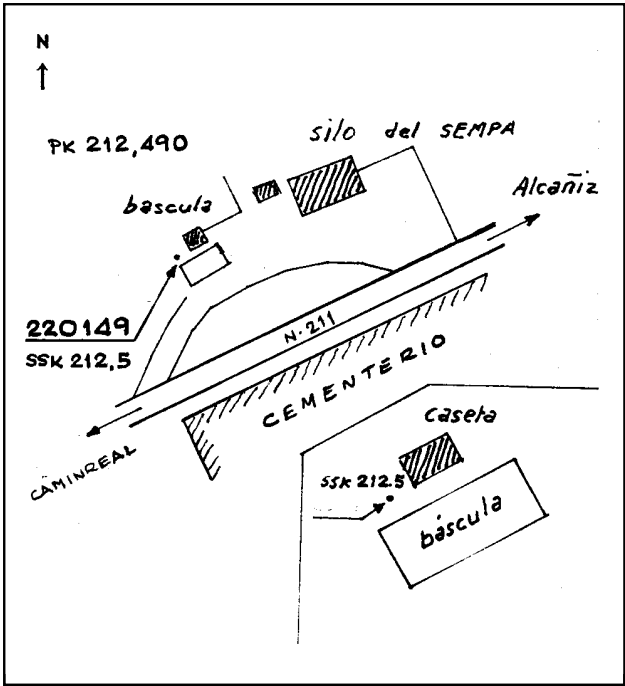 N
PK 212,490
silo del SEMPA
Alcañiz
bascula
220149
SSK 212,5
N-211
CEMENTERIO
CAMINREAL
Caseta
SSK 212.5
báscula